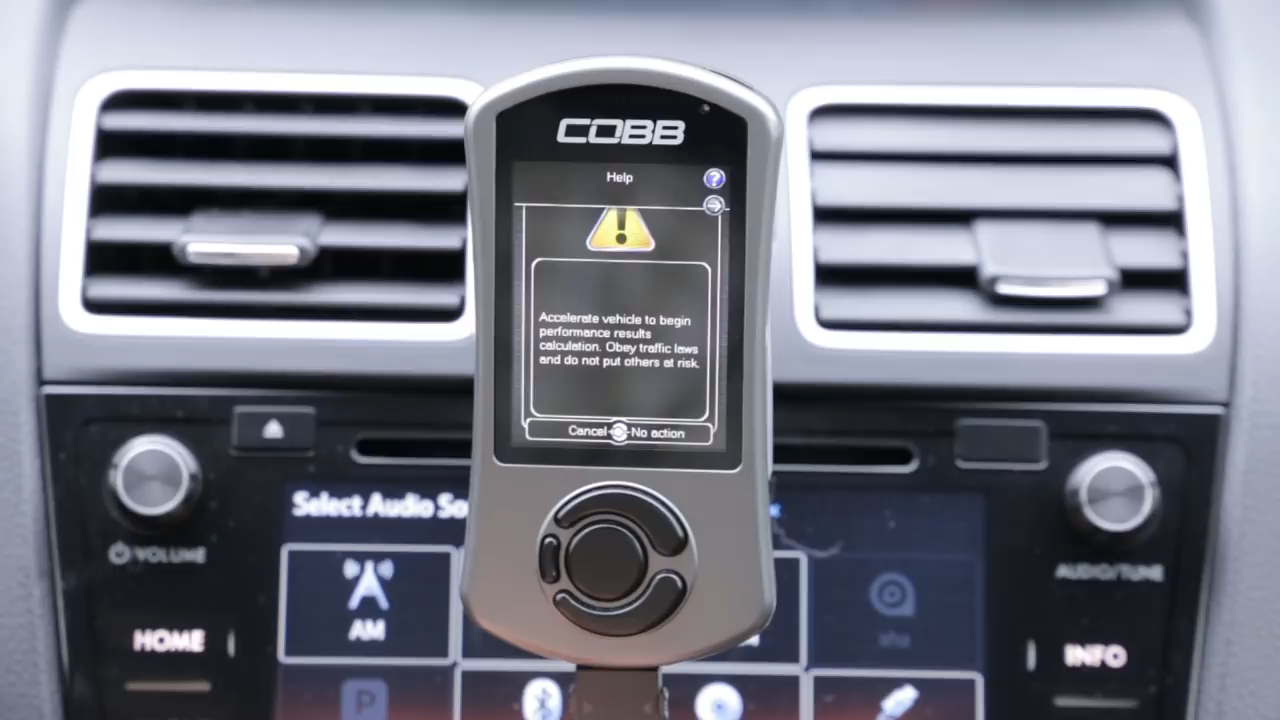 COBB
Help
?
Accelerate vehicle to begin
performance results
calculation. Obey traffic laws
and do not put others at risk.
Cancel No action
Select Audio So
VOLUME
AUDIO/TUNE
AM
aha
HOME
INFO
P